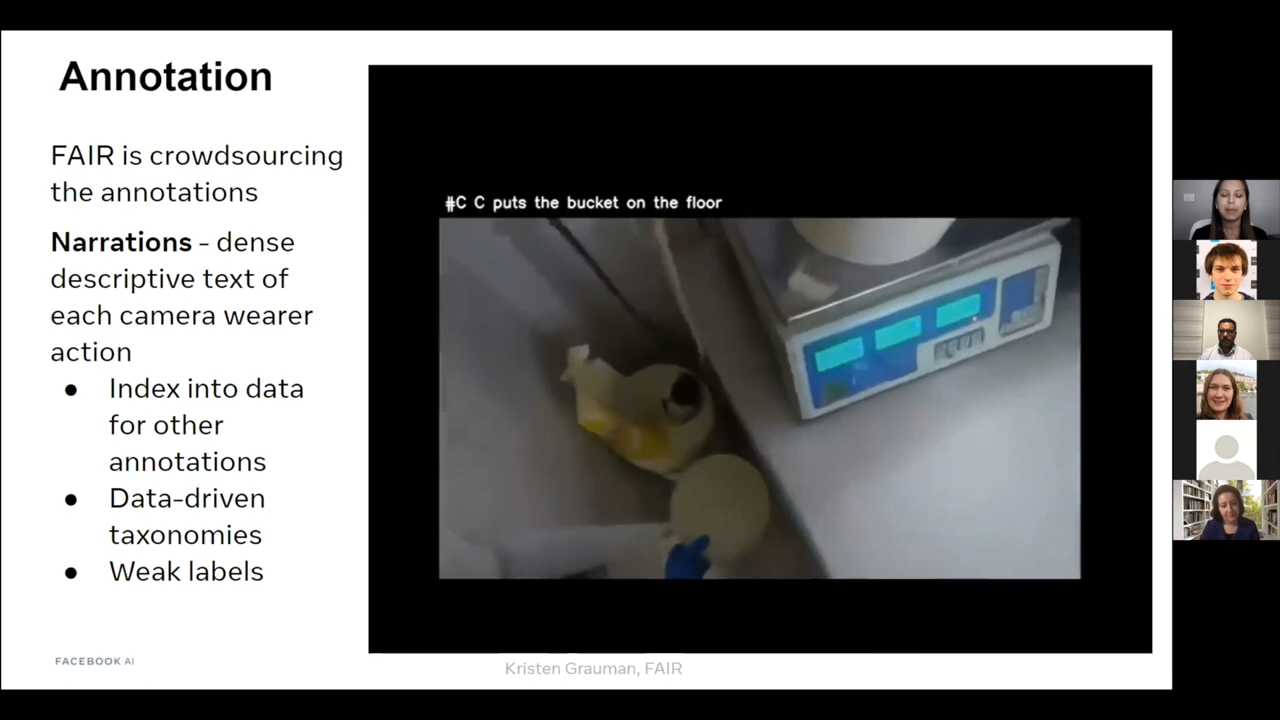 Annotation
FAIR is crowdsourcing
the annotations
Narrations - dense
descriptive text of
each camera wearer
action
● Index into data
for other
annotations
● Data-driven
taxonomies
● Weak labels
#C C puts the bucket on the floor
FACEBOOK AI
Kristen Grauman, FAIR